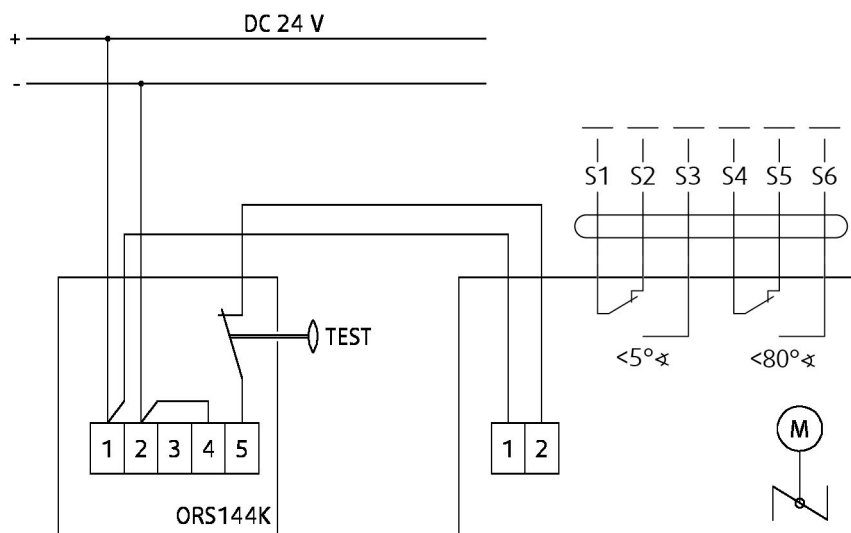 DC 24 V
+
-
S1 S2 S3 S4 S5 S6
TEST
<5°∢ <80°∢
1 2 3 4 5
1 2
M
ORS144K